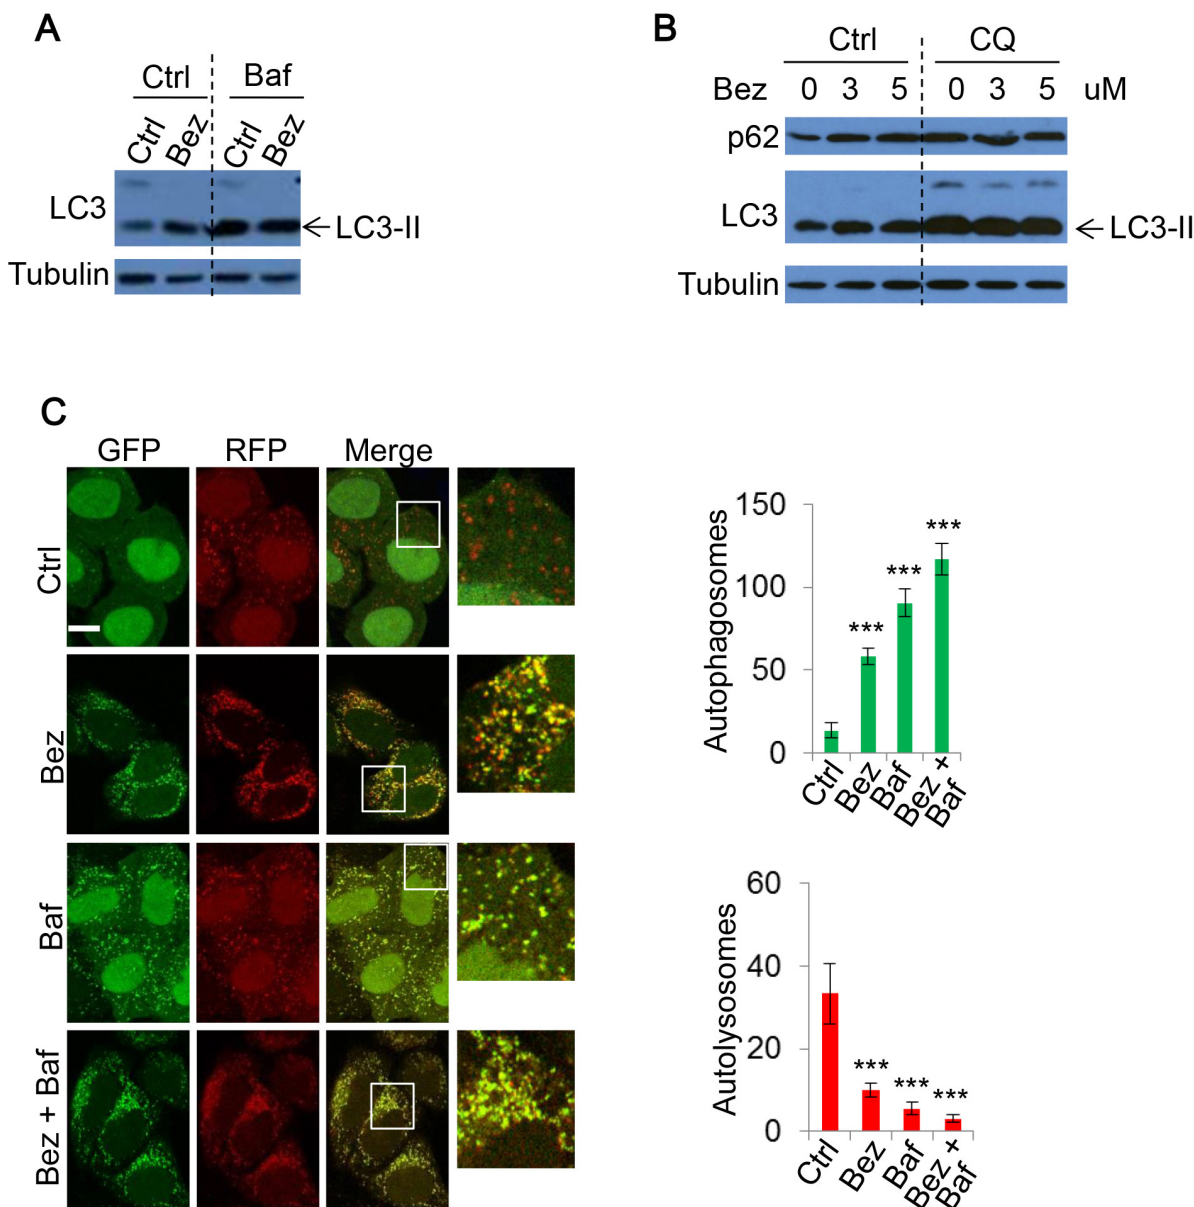 A
Ctrl Baf
Ctrl Bez Ctrl Bez
LC3
←LC3-II
Tubulin
B
Ctrl CQ
Bez 0 3 5 0 3 5 uM
p62
LC3
←LC3-II
Tubulin
C
GFP RFP Merge
Ctrl
Bez
Baf
Bez + Baf
Autophagosomes
150
100
50
0
***
***
***
Ctrl
Bez
Baf
Bez +
Baf
Autolysosomes
60
40
20
0
***
***
***
Ctrl
Bez
Baf
Bez +
Baf